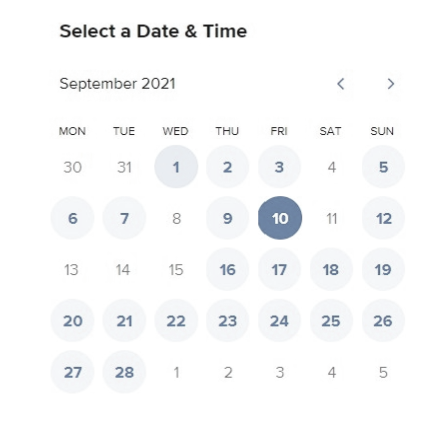 Select a Date & Time
September 2021
MON TUE WED THU FRI SAT SUN
30 31 1 2 3 4 5
6 7 8 9 10 11 12
13 14 15 16 17 18 19
20 21 22 23 24 25 26
27 28 1 2 3 4 5